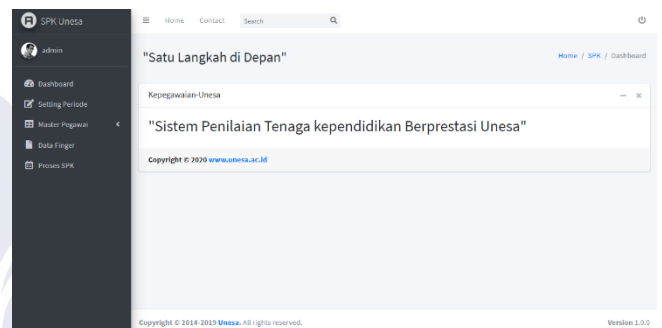 SPK Unesa
Home Contact Search
admin
"Satu Langkah di Depan"
Home / SPK / Dashboard
Dashboard
Setting Periode
Master Pegawai
Data Finger
Proses SPK
Kepegawaian-Unesa
"Sistem Penilaian Tenaga kependidikan Berprestasi Unesa"
Copyright © 2020 www.unesa.ac.id
Copyright © 2014-2019 Unesa. All rights reserved.
Version 1.0.0